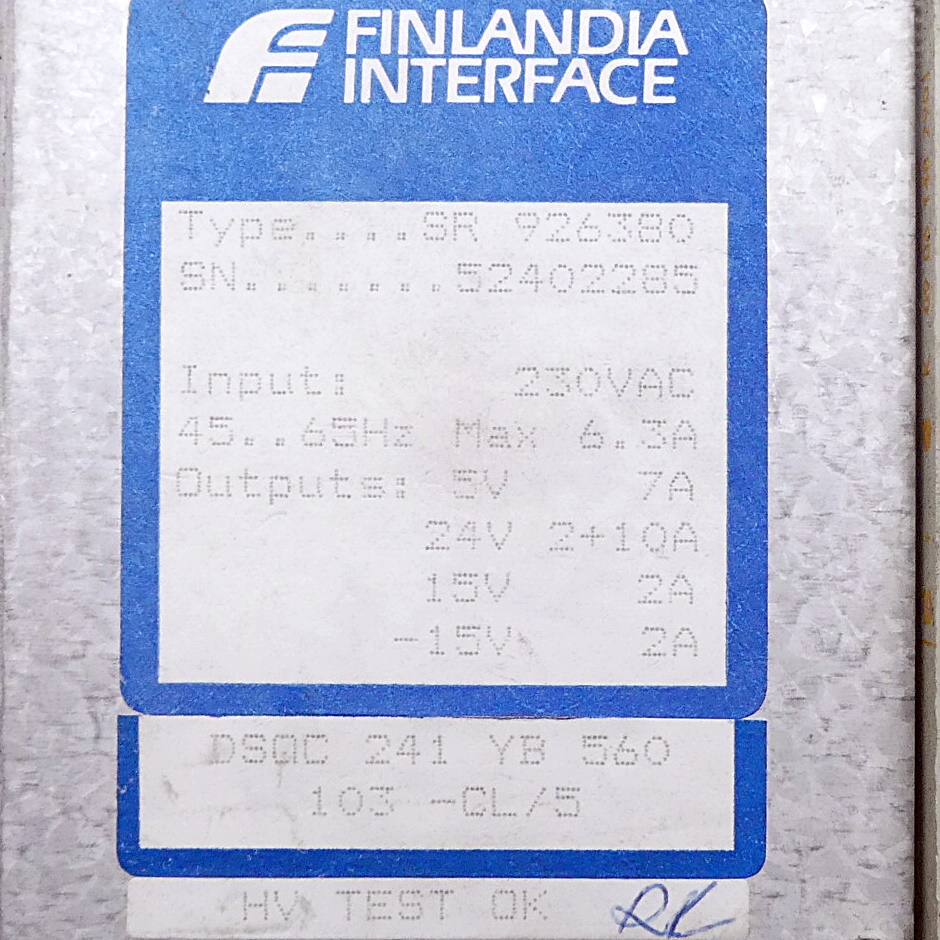 FINLANDIA
INTERFACE
Type....SR 926380
SN.......52402285
Input: 230VAC
45..65Hz Max 6.3A
Outputs: 5V 7A
24V 2+10A
15V 2A
-15V 2A
DSQC 241 YB 560
103 -CL/5
HV TEST OK